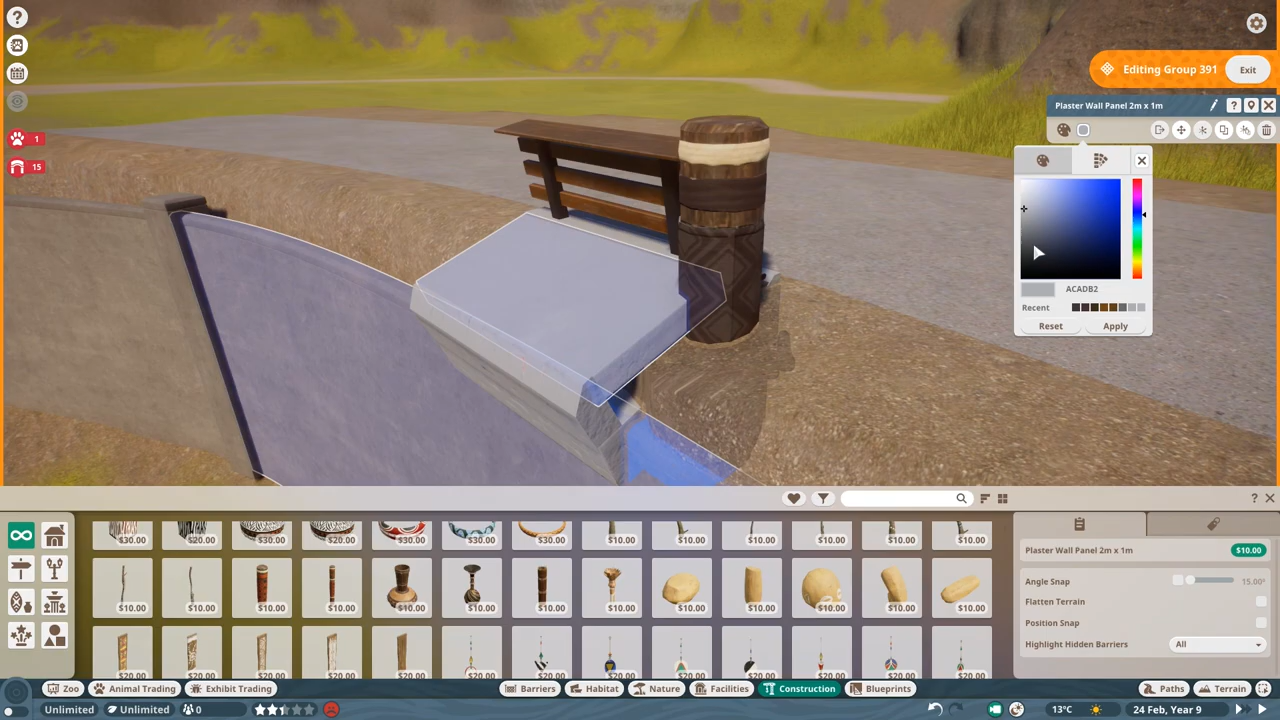 Editing Group 391
Exit
Plaster Wall Panel 2m x 1m
?
1
15
ACADB2
Recent
Reset
Apply
?
$30.00 $20.00 $30.00 $20.00 $30.00 $30.00 $10.00 $10.00 $10.00 $10.00 $10.00 $10.00 $10.00
$10.00 $10.00 $10.00 $10.00 $10.00 $10.00 $10.00 $10.00 $10.00 $10.00 $10.00 $10.00 $10.00
$20.00 $20.00 $20.00 $20.00 $20.00 $20.00 $20.00 $20.00 $20.00 $20.00 $20.00 $20.00 $20.00
Plaster Wall Panel 2m x 1m $10.00
Angle Snap 15.00°
Flatten Terrain
Position Snap
Highlight Hidden Barriers All
Zoo Animal Trading Exhibit Trading Barriers Habitat Nature Facilities Construction Blueprints Paths Terrain
Unlimited Unlimited 0 13°C 24 Feb, Year 9